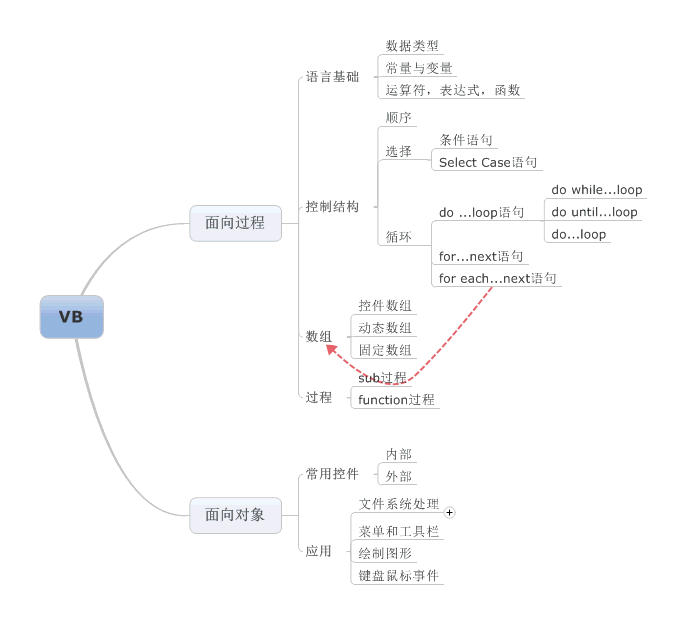 VB
面向过程
语言基础
数据类型
常量与变量
运算符，表达式，函数
控制结构
顺序
选择
条件语句
Select Case语句
循环
do ...loop语句
do while...loop
do until...loop
do...loop
for...next语句
for each...next语句
数组
控件数组
动态数组
固定数组
过程
sub过程
function过程
面向对象
常用控件
内部
外部
应用
文件系统处理
菜单和工具栏
绘制图形
键盘鼠标事件